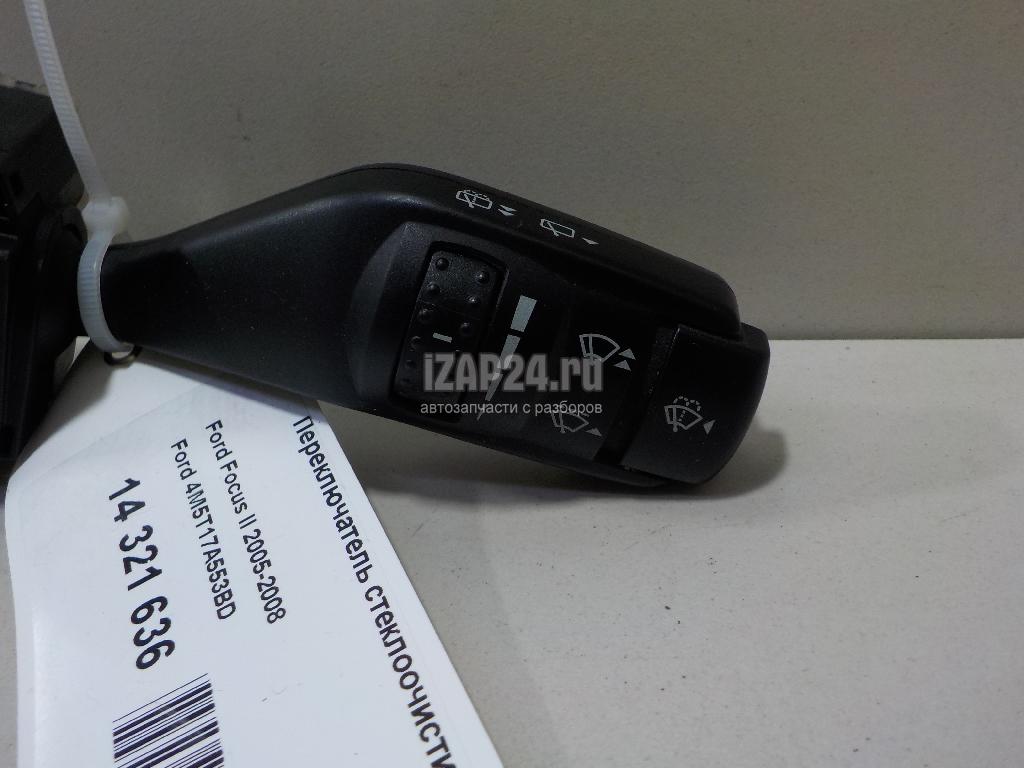 iZAP24.ru
автозапчасти с разборов
Переключатель стеклоочисти
Ford Focus II 2005-2008
Ford 4M5T17A553BD
14 321 636